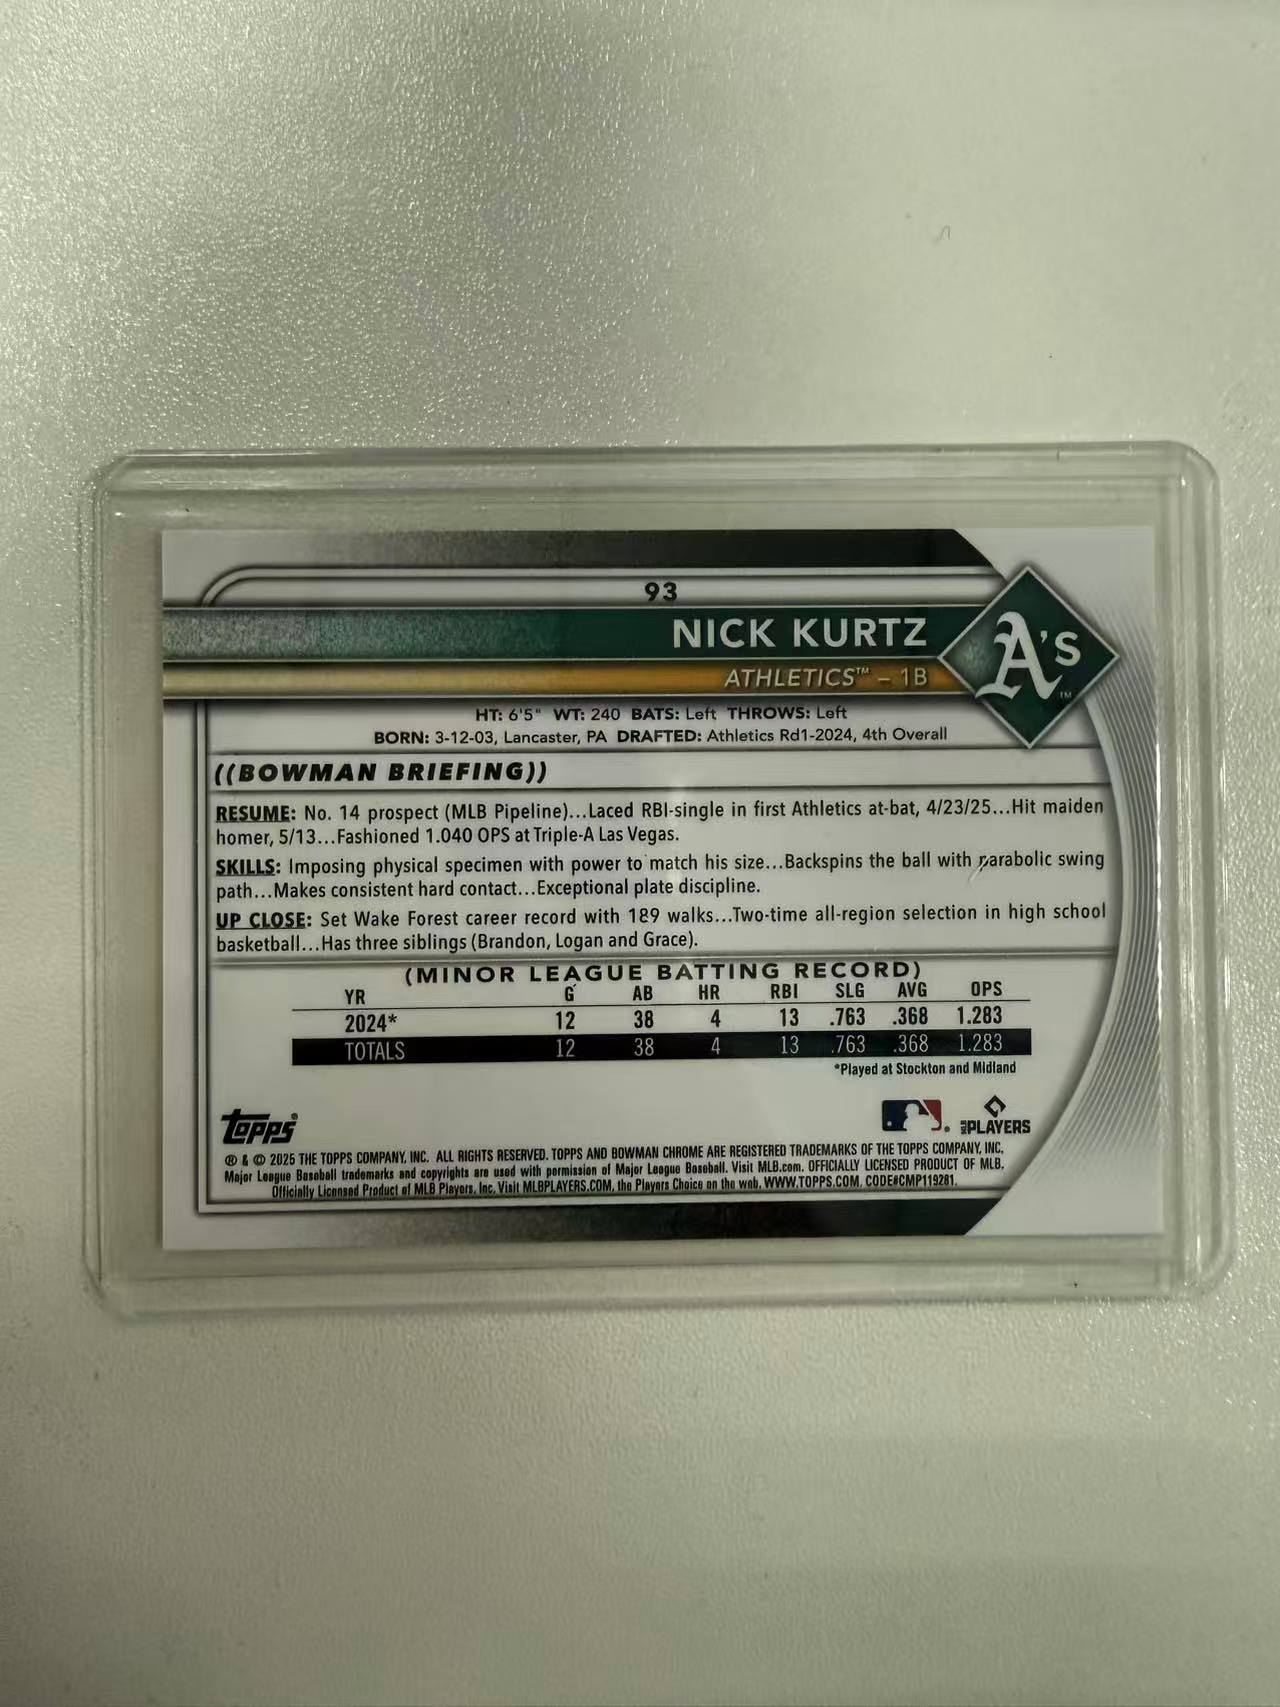 93
NICK KURTZ
ATHLETICS™ – 1B
A's™
HT: 6'5" WT: 240 BATS: Left THROWS: Left
BORN: 3-12-03, Lancaster, PA DRAFTED: Athletics Rd1-2024, 4th Overall
((BOWMAN BRIEFING))
RESUME: No. 14 prospect (MLB Pipeline)...Laced RBI-single in first Athletics at-bat, 4/23/25...Hit maiden
homer, 5/13...Fashioned 1.040 OPS at Triple-A Las Vegas.
SKILLS: Imposing physical specimen with power to match his size...Backspins the ball with parabolic swing
path...Makes consistent hard contact...Exceptional plate discipline.
UP CLOSE: Set Wake Forest career record with 189 walks...Two-time all-region selection in high school
basketball...Has three siblings (Brandon, Logan and Grace).
(MINOR LEAGUE BATTING RECORD)
YR G AB HR RBI SLG AVG OPS
2024* 12 38 4 13 .763 .368 1.283
TOTALS 12 38 4 13 .763 .368 1.283
*Played at Stockton and Midland
Topps®
MLB PLAYERS
® & © 2025 THE TOPPS COMPANY, INC. ALL RIGHTS RESERVED. TOPPS AND BOWMAN CHROME ARE REGISTERED TRADEMARKS OF THE TOPPS COMPANY, INC.
Major League Baseball trademarks and copyrights are used with permission of Major League Baseball. Visit MLB.com. OFFICIALLY LICENSED PRODUCT OF MLB.
Officially Licensed Product of MLB Players, Inc. Visit MLBPLAYERS.COM, the Players Choice on the web. WWW.TOPPS.COM. CODE#CMP119281.